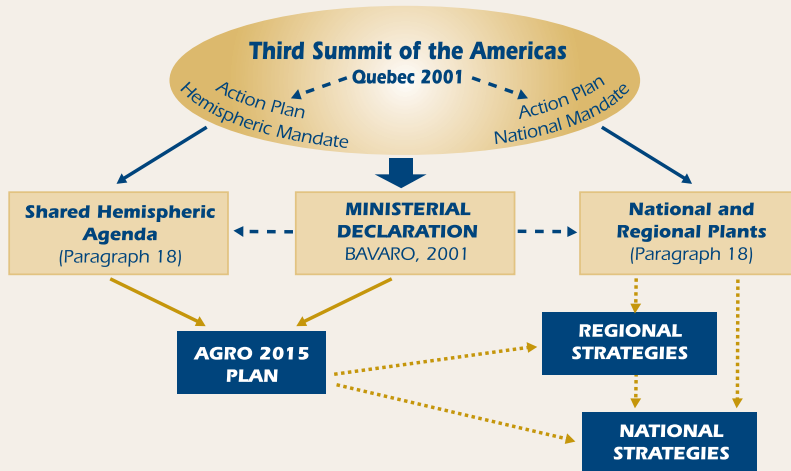 Third Summit of the Americas
Quebec 2001
Action Plan
Hemispheric Mandate
Action Plan
National Mandate
Shared Hemispheric
Agenda
(Paragraph 18)
MINISTERIAL
DECLARATION
BAVARO, 2001
National and
Regional Plants
(Paragraph 18)
AGRO 2015
PLAN
REGIONAL
STRATEGIES
NATIONAL
STRATEGIES